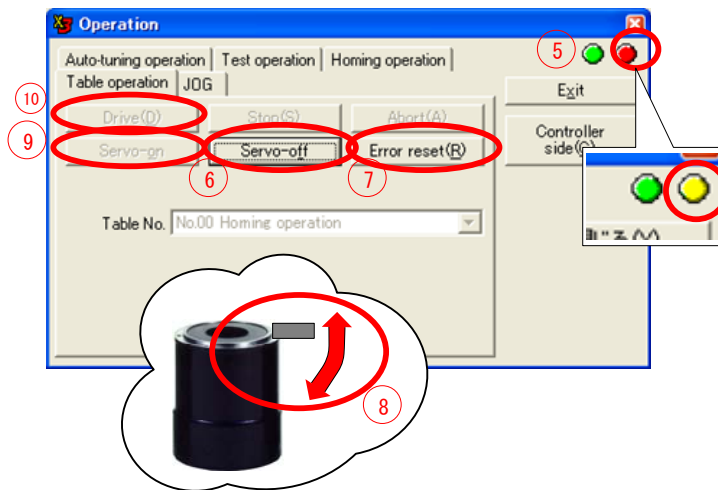 Operation
5
Auto-tuning operation Test operation Homing operation
Table operation JOG
Exit
10
Drive(D) Stop(S) Abort(A)
9
Servo-on Servo-off Error reset(R)
Controller
side(C)
6
7
Table No. No.00 Homing operation
8